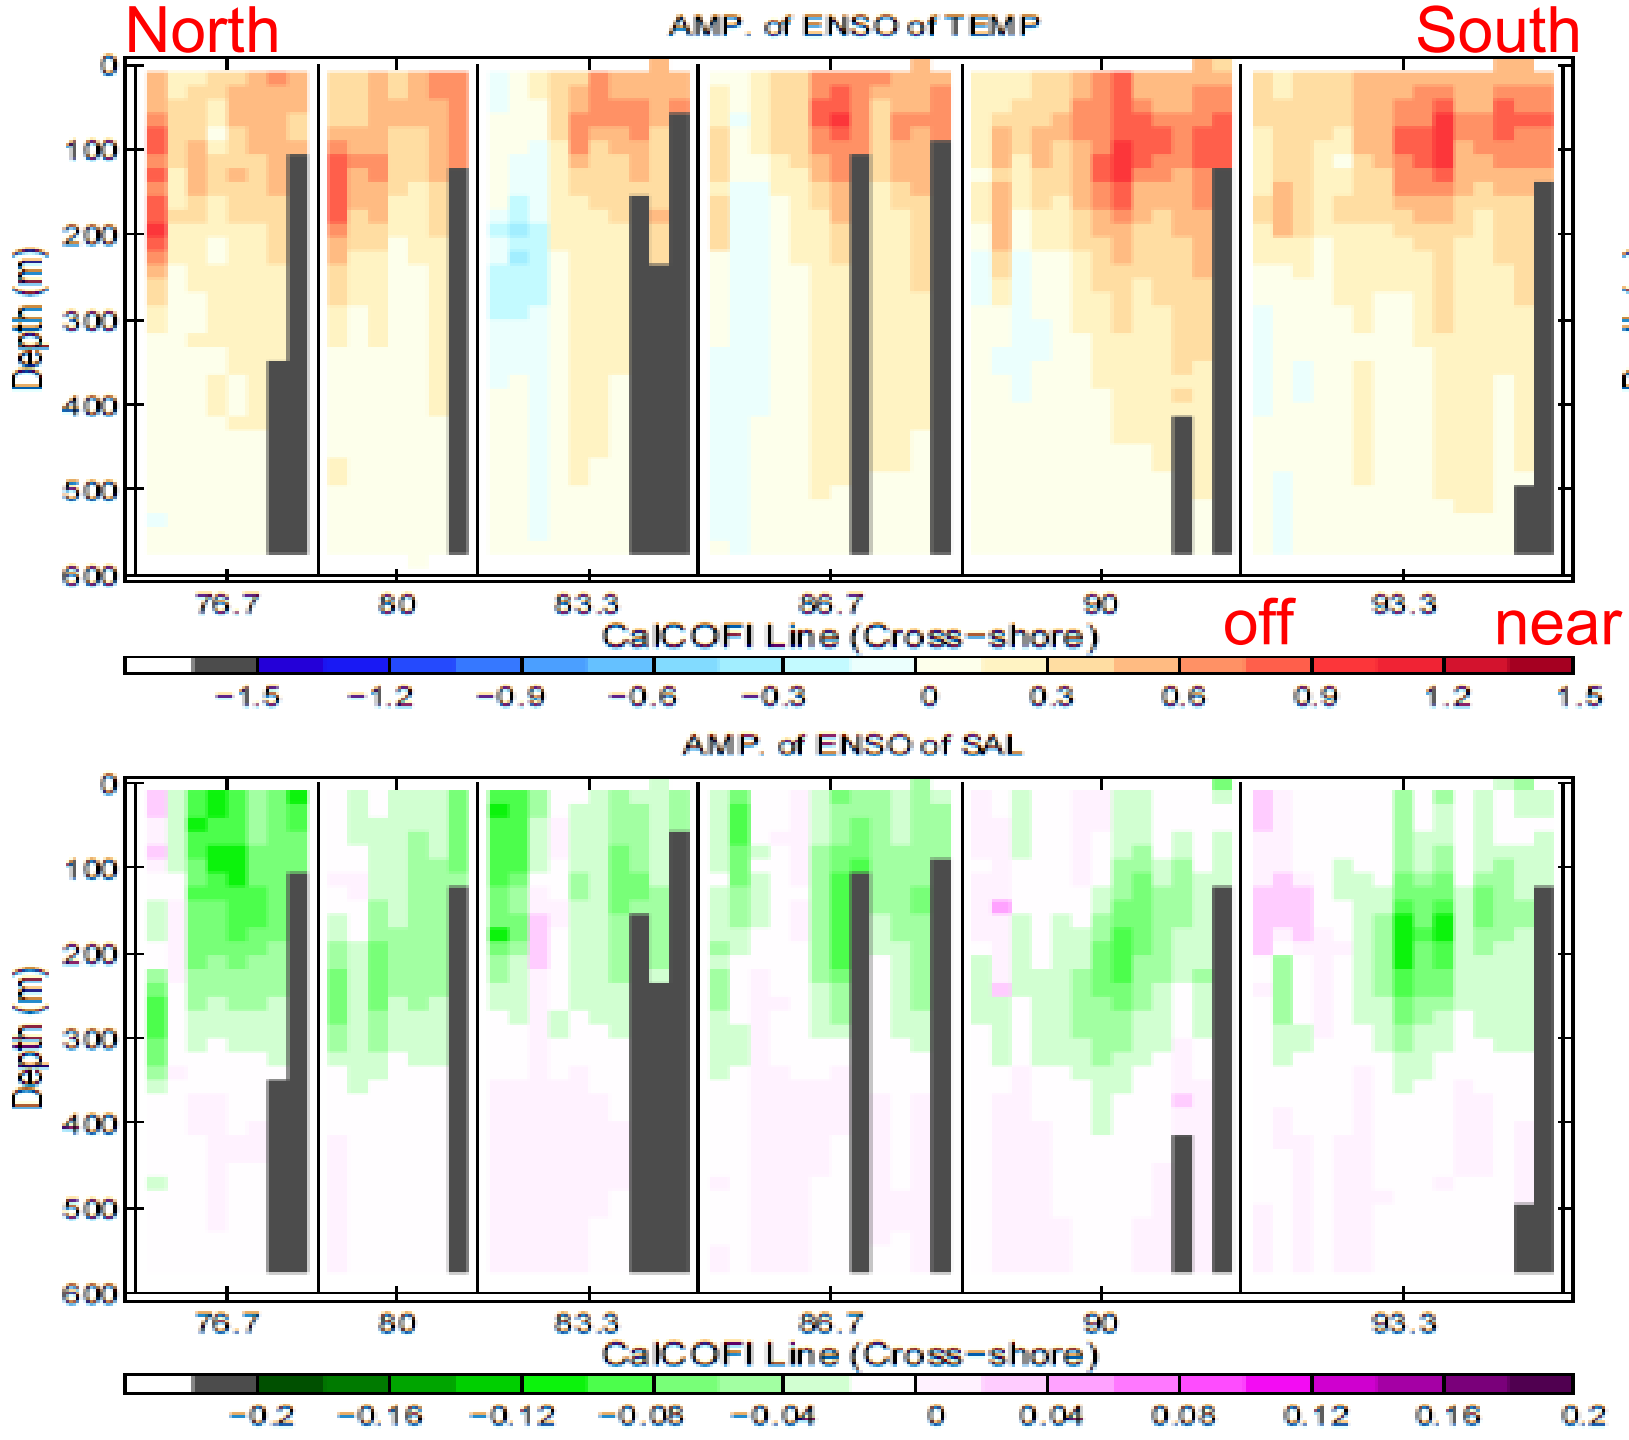 North
AMP. of ENSO of TEMP
South
0
100
200
300
400
500
600
Depth (m)
76.7 80 83.3 86.7 90 93.3
off near
CalCOFI Line (Cross-shore)
-1.5 -1.2 -0.9 -0.6 -0.3 0 0.3 0.6 0.9 1.2 1.5
AMP. of ENSO of SAL
0
100
200
300
400
500
600
Depth (m)
76.7 80 83.3 86.7 90 93.3
CalCOFI Line (Cross-shore)
-0.2 -0.16 -0.12 -0.08 -0.04 0 0.04 0.08 0.12 0.16 0.2